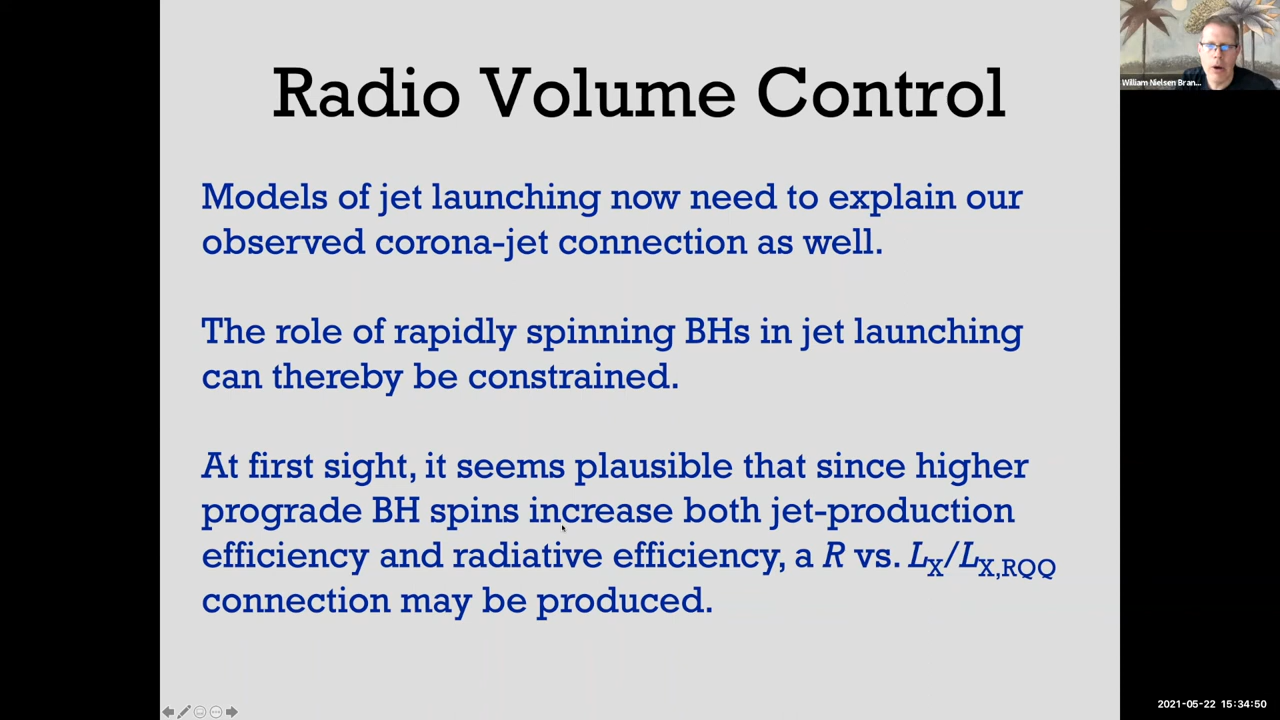 Radio Volume Control
William Nielsen Bran...
Models of jet launching now need to explain our
observed corona-jet connection as well.
The role of rapidly spinning BHs in jet launching
can thereby be constrained.
At first sight, it seems plausible that since higher
prograde BH spins increase both jet-production
efficiency and radiative efficiency, a R vs. LX/LX,RQQ
connection may be produced.
2021-05-22 15:34:50